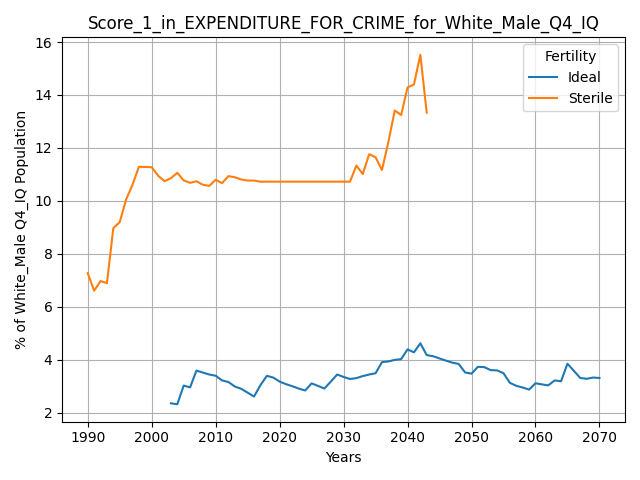 Score_1_in_EXPENDITURE_FOR_CRIME_for_White_Male_Q4_IQ
Fertility
Ideal
Sterile
% of White_Male Q4_IQ Population
16
14
12
10
8
6
4
2
1990 2000 2010 2020 2030 2040 2050 2060 2070
Years